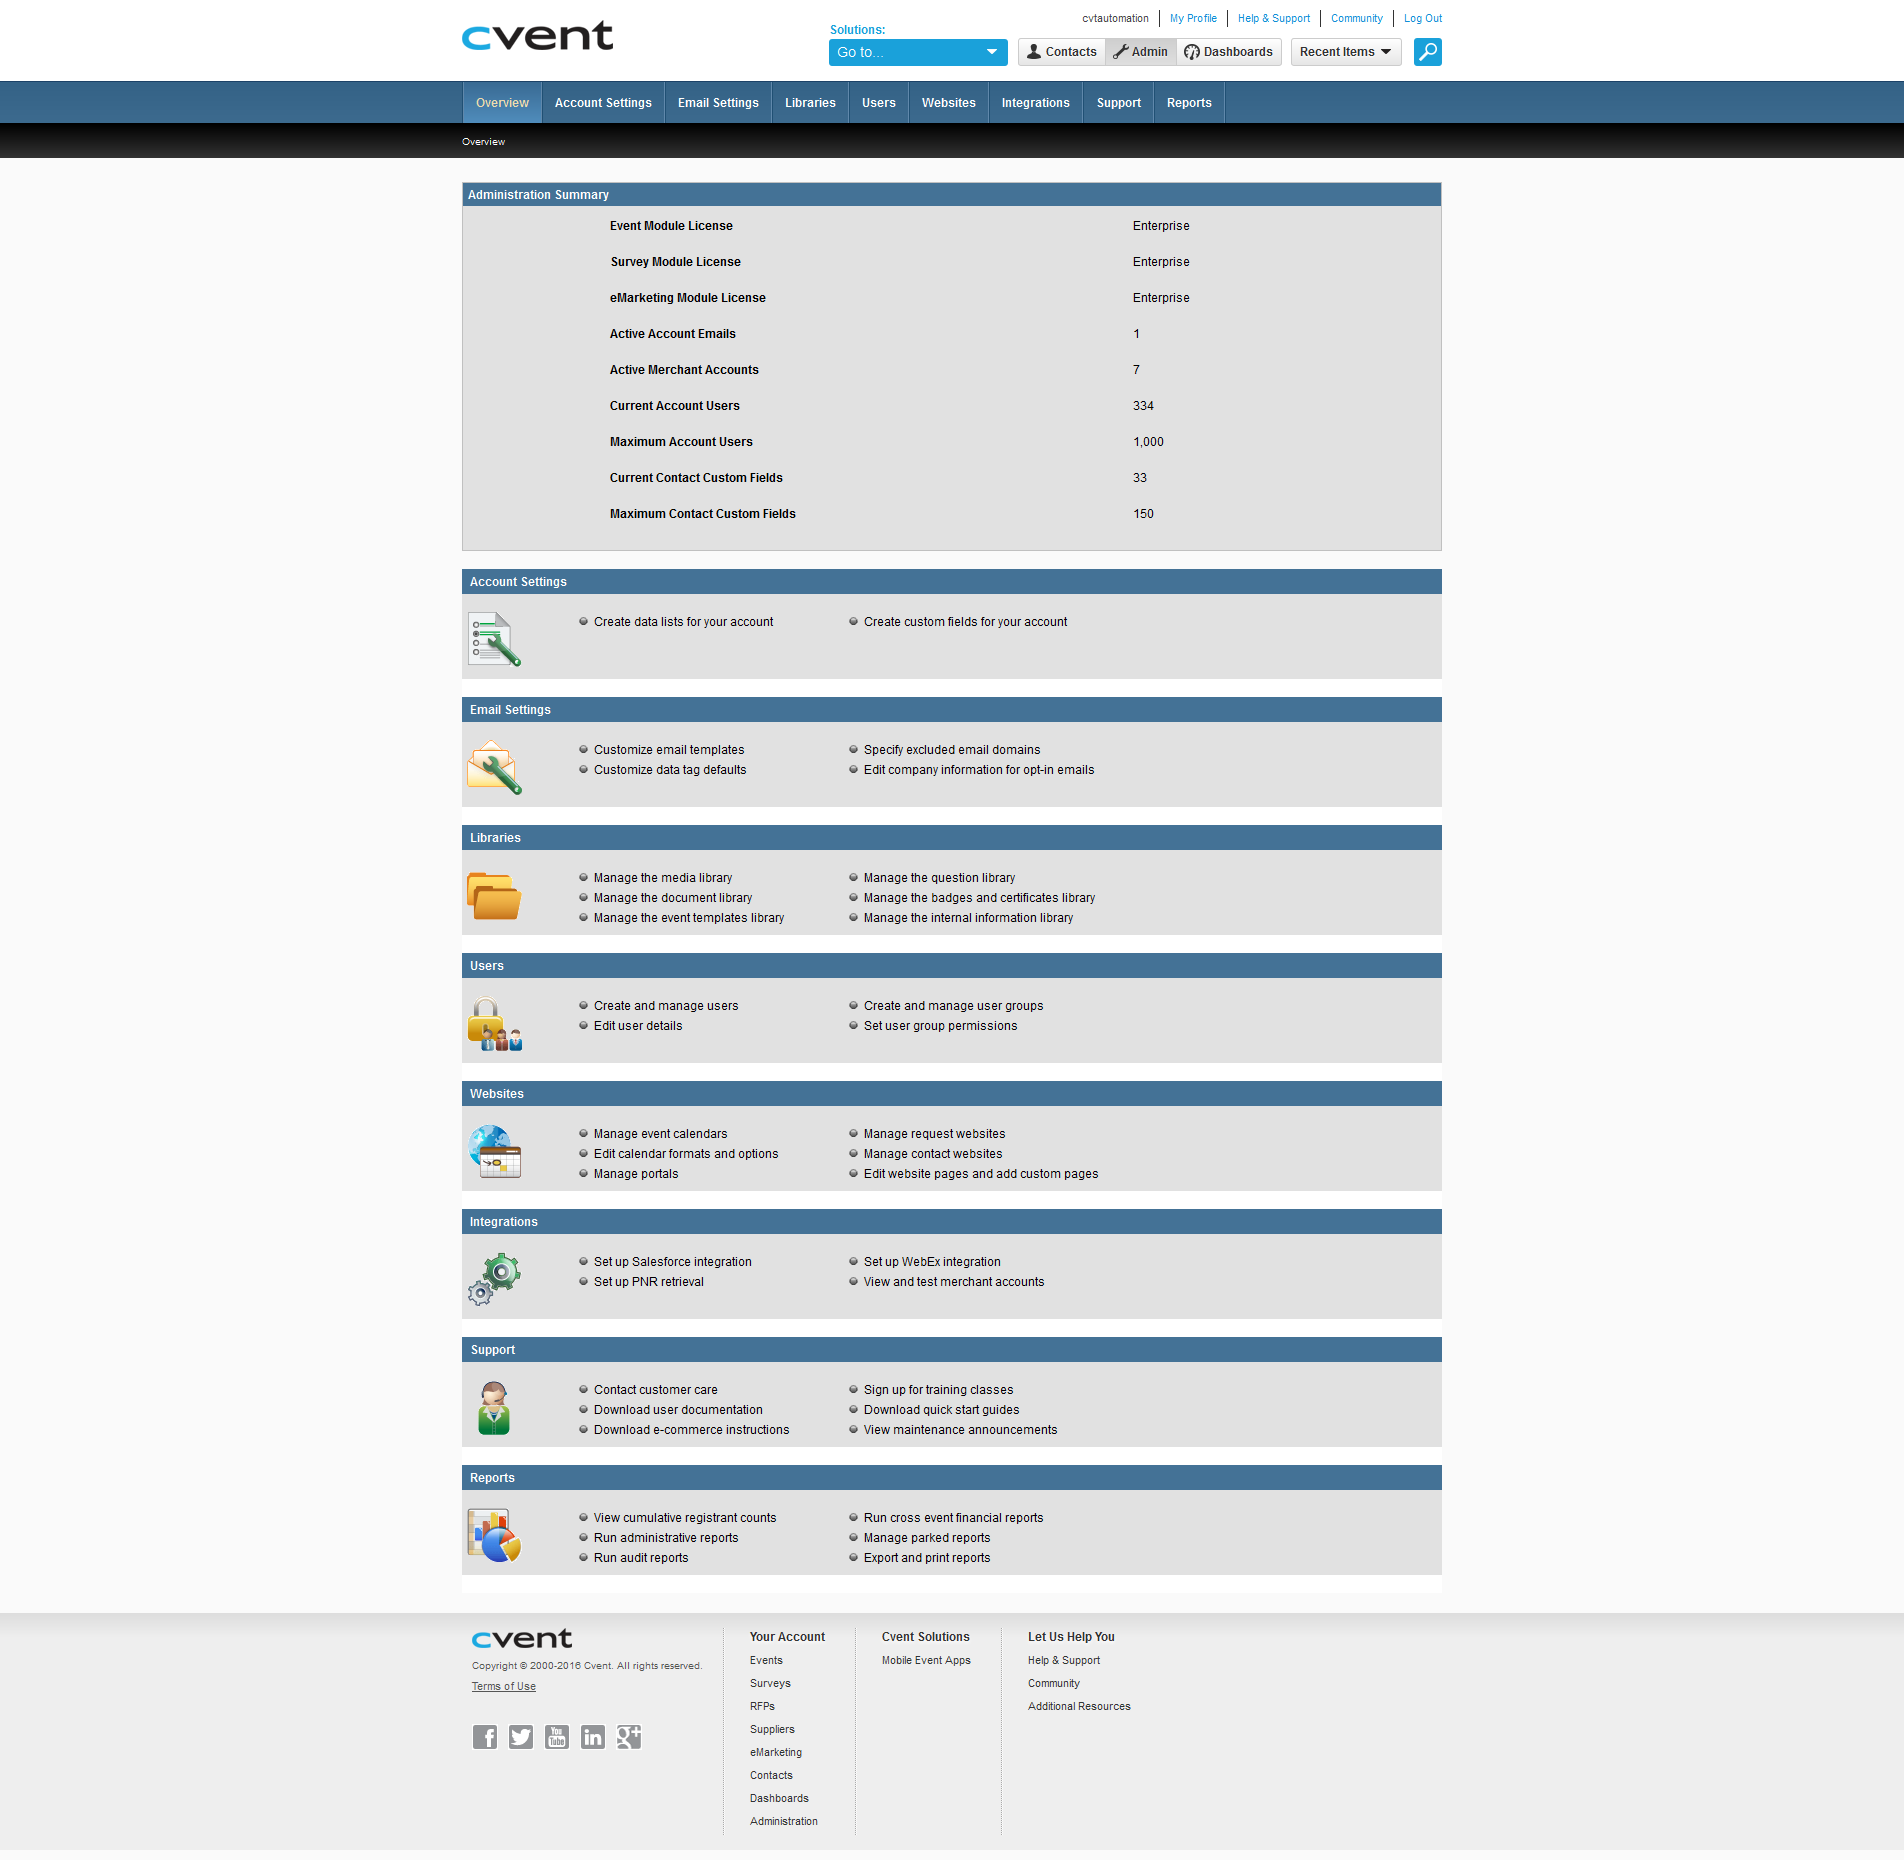 cvent
cvtautomation My Profile Help & Support Community Log Out
Solutions:
Go to... Contacts Admin Dashboards Recent Items
Overview Account Settings Email Settings Libraries Users Websites Integrations Support Reports
Overview
Administration Summary
Event Module License Enterprise
Survey Module License Enterprise
eMarketing Module License Enterprise
Active Account Emails 1
Active Merchant Accounts 7
Current Account Users 334
Maximum Account Users 1,000
Current Contact Custom Fields 33
Maximum Contact Custom Fields 150
Account Settings
Create data lists for your account Create custom fields for your account
Email Settings
Customize email templates Specify excluded email domains
Customize data tag defaults Edit company information for opt-in emails
Libraries
Manage the media library Manage the question library
Manage the document library Manage the badges and certificates library
Manage the event templates library Manage the internal information library
Users
Create and manage users Create and manage user groups
Edit user details Set user group permissions
Websites
Manage event calendars Manage request websites
Edit calendar formats and options Manage contact websites
Manage portals Edit website pages and add custom pages
Integrations
Set up Salesforce integration Set up WebEx integration
Set up PNR retrieval View and test merchant accounts
Support
Contact customer care Sign up for training classes
Download user documentation Download quick start guides
Download e-commerce instructions View maintenance announcements
Reports
View cumulative registrant counts Run cross event financial reports
Run administrative reports Manage parked reports
Run audit reports Export and print reports
cvent
Copyright © 2000-2016 Cvent. All rights reserved.
Terms of Use
f You Tube in g+
Your Account
Events
Surveys
RFPs
Suppliers
eMarketing
Contacts
Dashboards
Administration
Cvent Solutions
Mobile Event Apps
Let Us Help You
Help & Support
Community
Additional Resources